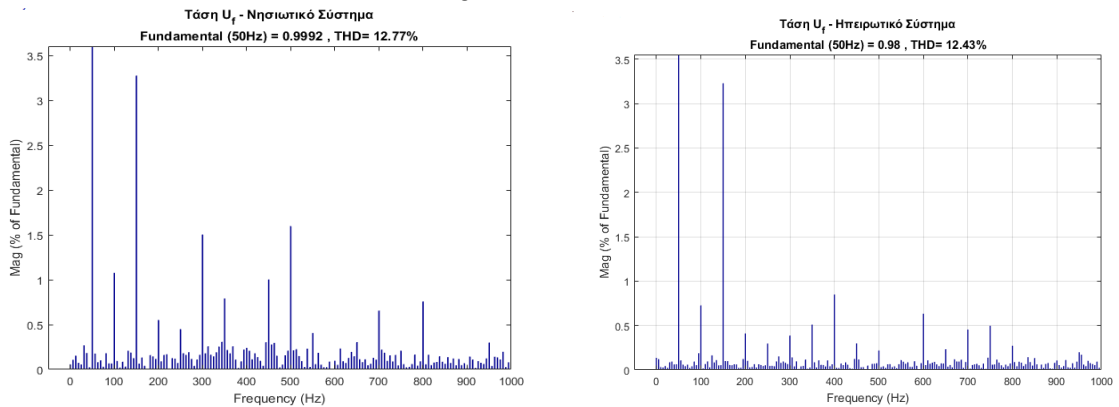 Τάση U_f - Νησιωτικό Σύστημα
Fundamental (50Hz) = 0.9992 , THD= 12.77%
3.5
3
2.5
2
1.5
1
0.5
0
Mag (% of Fundamental)
0 100 200 300 400 500 600 700 800 900 1000
Frequency (Hz)
Τάση U_f - Ηπειρωτικό Σύστημα
Fundamental (50Hz) = 0.98 , THD= 12.43%
3.5
3
2.5
2
1.5
1
0.5
0
Mag (% of Fundamental)
0 100 200 300 400 500 600 700 800 900 1000
Frequency (Hz)